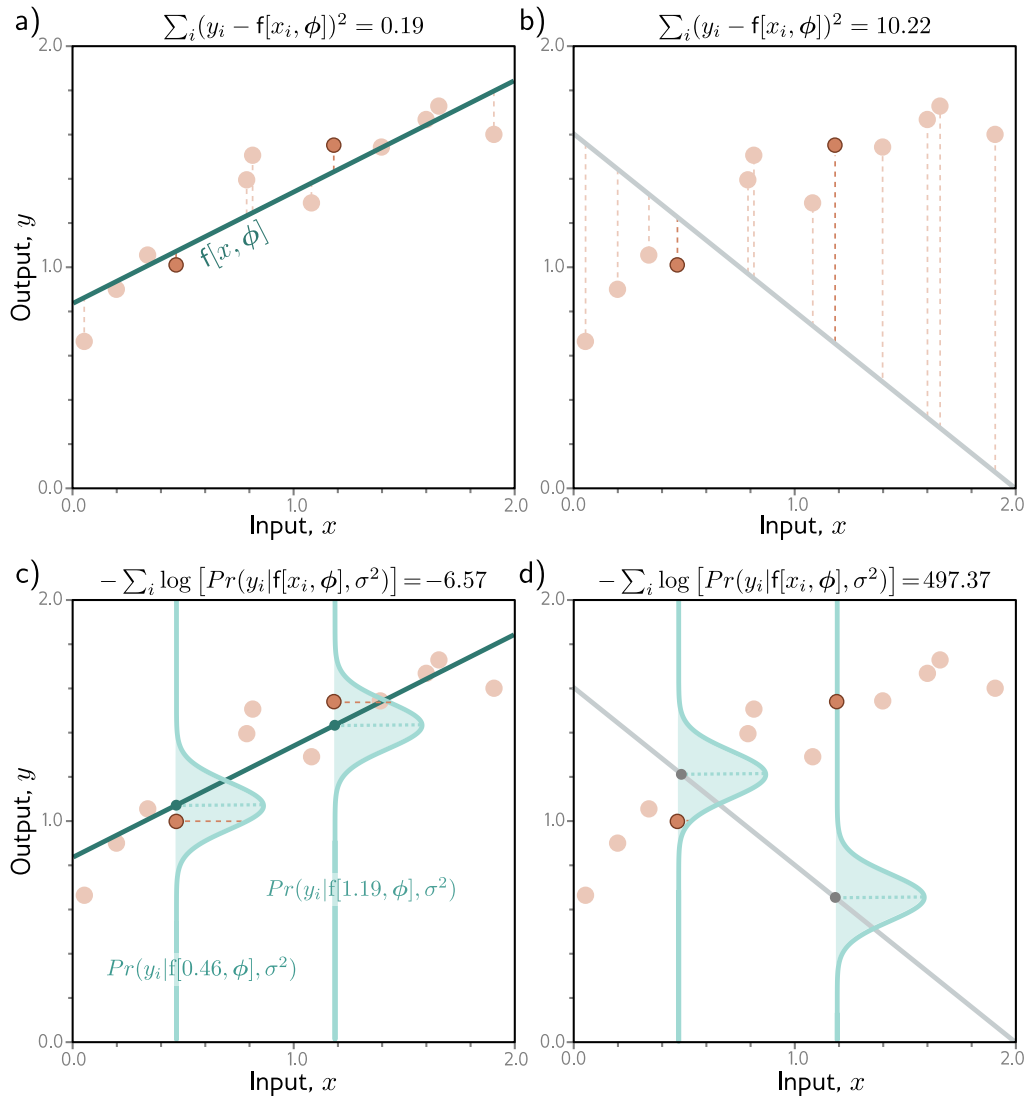 a)
∑ᵢ(yᵢ − f[xᵢ, ϕ])² = 0.19
2.0
1.0
0.0
Output, y
f[x, ϕ]
0.0 1.0 2.0
Input, x
b)
∑ᵢ(yᵢ − f[xᵢ, ϕ])² = 10.22
2.0
1.0
0.0
0.0 1.0 2.0
Input, x
c)
− ∑ᵢ log [Pr(yᵢ|f[xᵢ, ϕ], σ²)] = −6.57
2.0
1.0
0.0
Output, y
Pr(yᵢ|f[1.19, ϕ], σ²)
Pr(yᵢ|f[0.46, ϕ], σ²)
0.0 1.0 2.0
Input, x
d)
− ∑ᵢ log [Pr(yᵢ|f[xᵢ, ϕ], σ²)] = 497.37
2.0
1.0
0.0
0.0 1.0 2.0
Input, x